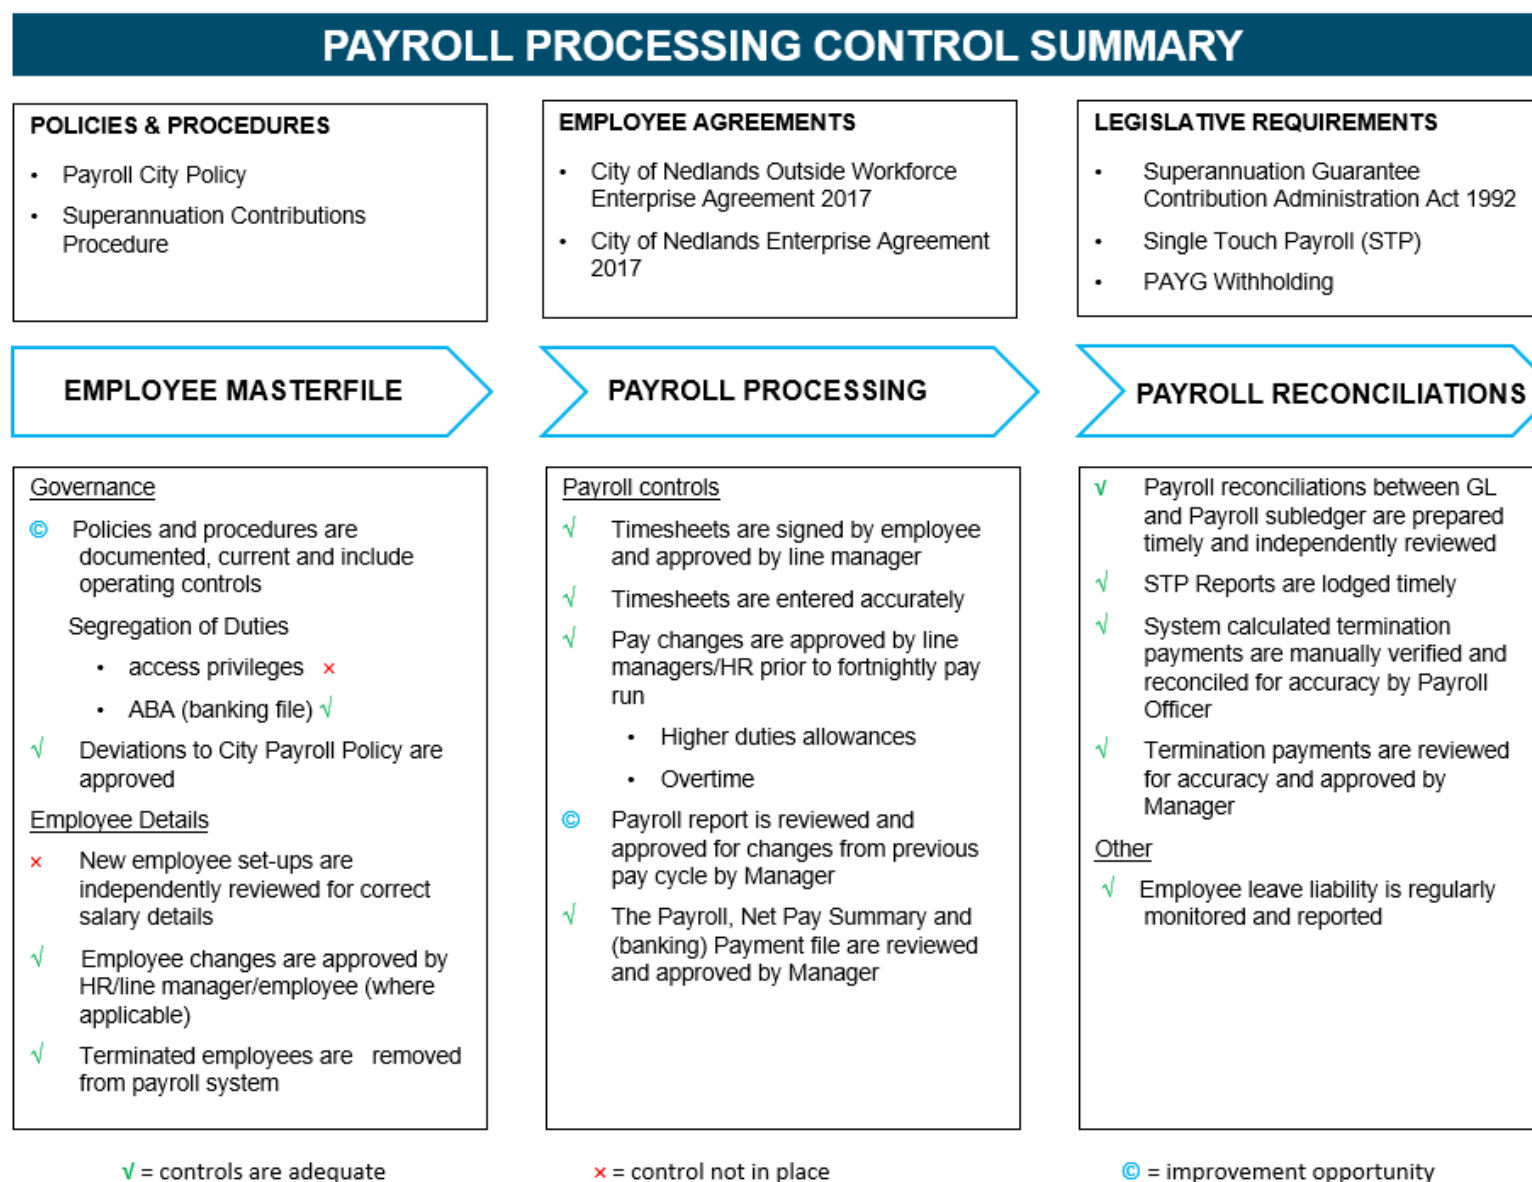 PAYROLL PROCESSING CONTROL SUMMARY
POLICIES & PROCEDURES
• Payroll City Policy
• Superannuation Contributions
Procedure
EMPLOYEE AGREEMENTS
• City of Nedlands Outside Workforce
Enterprise Agreement 2017
• City of Nedlands Enterprise Agreement
2017
LEGISLATIVE REQUIREMENTS
• Superannuation Guarantee
Contribution Administration Act 1992
• Single Touch Payroll (STP)
• PAYG Withholding
EMPLOYEE MASTERFILE
PAYROLL PROCESSING
PAYROLL RECONCILIATIONS
Governance
© Policies and procedures are
documented, current and include
operating controls
Segregation of Duties
• access privileges ×
• ABA (banking file) √
√ Deviations to City Payroll Policy are
approved
Employee Details
× New employee set-ups are
independently reviewed for correct
salary details
√ Employee changes are approved by
HR/line manager/employee (where
applicable)
√ Terminated employees are removed
from payroll system
Payroll controls
√ Timesheets are signed by employee
and approved by line manager
√ Timesheets are entered accurately
√ Pay changes are approved by line
managers/HR prior to fortnightly pay
run
• Higher duties allowances
• Overtime
© Payroll report is reviewed and
approved for changes from previous
pay cycle by Manager
√ The Payroll, Net Pay Summary and
(banking) Payment file are reviewed
and approved by Manager
√ Payroll reconciliations between GL
and Payroll subledger are prepared
timely and independently reviewed
√ STP Reports are lodged timely
√ System calculated termination
payments are manually verified and
reconciled for accuracy by Payroll
Officer
√ Termination payments are reviewed
for accuracy and approved by
Manager
Other
√ Employee leave liability is regularly
monitored and reported
√ = controls are adequate
× = control not in place
© = improvement opportunity